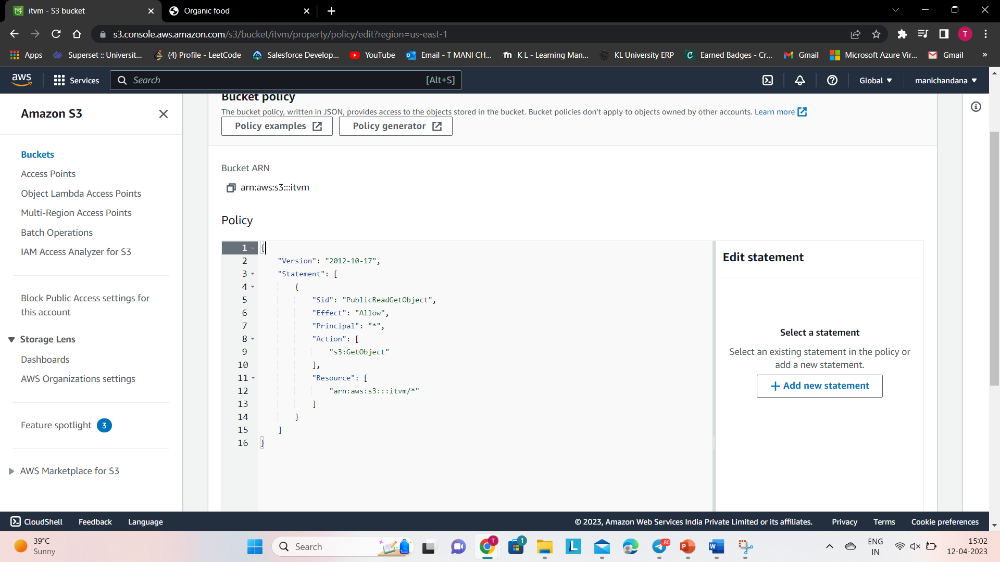 itvm - S3 bucket
Organic food
s3.console.aws.amazon.com/s3/bucket/itvm/property/policy/edit?region=us-east-1
T
Apps
Superset :: Universit...
(4) Profile - LeetCode
Salesforce Develop...
YouTube
Email - T MANI CH...
K L - Learning Man...
KL University ERP
Earned Badges - Cr...
Gmail
Microsoft Azure Vir...
Gmail
»
aws
Services
Search
[Alt+S]
Global
manichandana
Amazon S3
Buckets
Access Points
Object Lambda Access Points
Multi-Region Access Points
Batch Operations
IAM Access Analyzer for S3
Block Public Access settings for
this account
Storage Lens
Dashboards
AWS Organizations settings
Feature spotlight 3
AWS Marketplace for S3
Bucket policy
The bucket policy, written in JSON, provides access to the objects stored in the bucket. Bucket policies don't apply to objects owned by other accounts. Learn more
Policy examples
Policy generator
Bucket ARN
arn:aws:s3:::itvm
Policy
1 {
2 "Version": "2012-10-17",
3 "Statement": [
4 {
5 "Sid": "PublicReadGetObject",
6 "Effect": "Allow",
7 "Principal": "*",
8 "Action": [
9 "s3:GetObject"
10 ],
11 "Resource": [
12 "arn:aws:s3:::itvm/*"
13 ]
14 }
15 ]
16 }
Edit statement
Select a statement
Select an existing statement in the policy or
add a new statement.
+ Add new statement
CloudShell
Feedback
Language
© 2023, Amazon Web Services India Private Limited or its affiliates.
Privacy
Terms
Cookie preferences
39°C
Sunny
Search
T
1
L
80
P
W
ENG
IN
15:02
12-04-2023